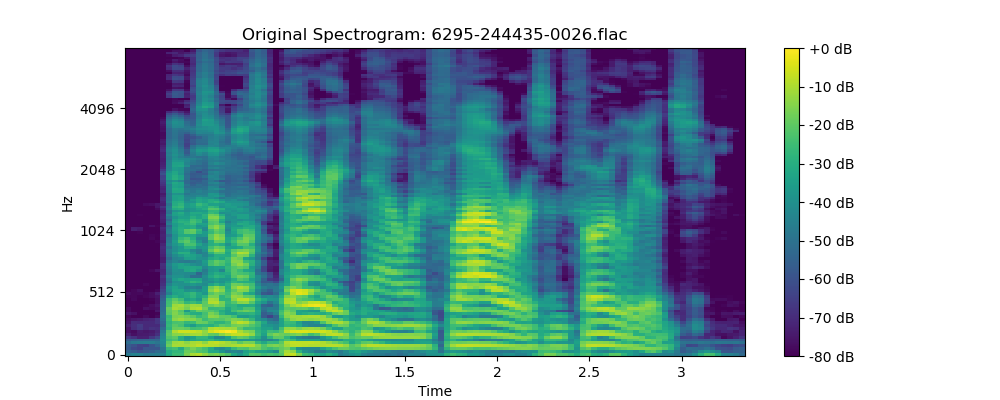 Original Spectrogram: 6295-244435-0026.flac
Hz
4096
2048
1024
512
0
0
0.5
1
1.5
2
2.5
3
Time
+0 dB
-10 dB
-20 dB
-30 dB
-40 dB
-50 dB
-60 dB
-70 dB
-80 dB